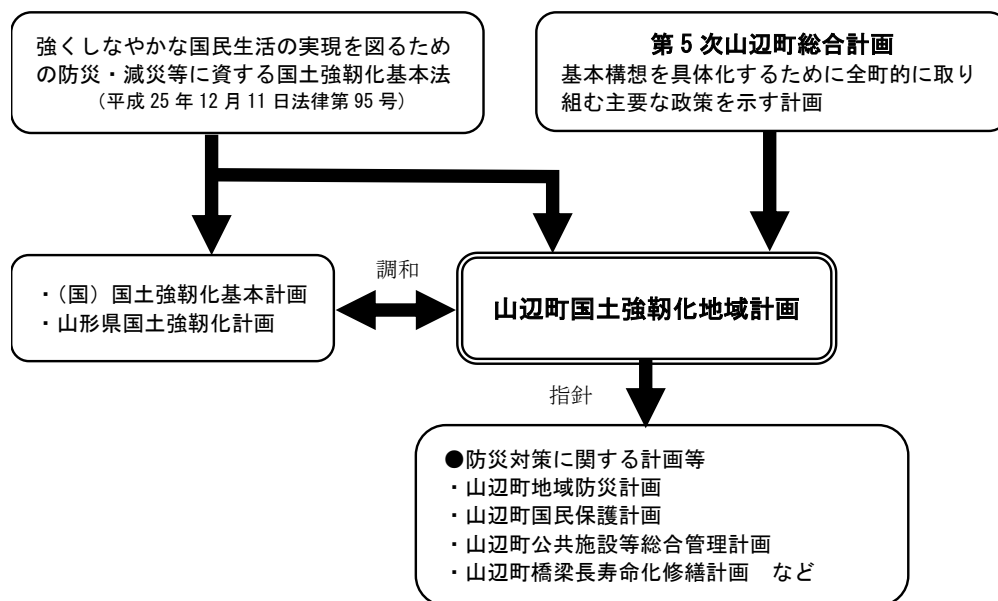 強くしなやかな国民生活の実現を図るため
の防災・減災等に資する国土強靭化基本法
（平成 25 年 12 月 11 日法律第 95 号）
第 5 次山辺町総合計画
基本構想を具体化するために全町的に取り
組む主要な政策を示す計画
・（国）国土強靭化基本計画
・山形県国土強靭化計画
調和
山辺町国土強靭化地域計画
指針
●防災対策に関する計画等
・山辺町地域防災計画
・山辺町国民保護計画
・山辺町公共施設等総合管理計画
・山辺町橋梁長寿命化修繕計画　など